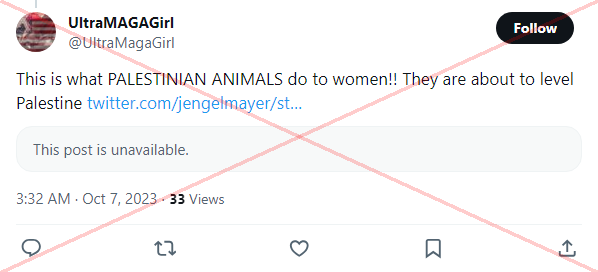 UltraMAGAGirl
@UltraMagaGirl
Follow
This is what PALESTINIAN ANIMALS do to women!! They are about to level
Palestine twitter.com/jengelmayer/st...
This post is unavailable.
3:32 AM · Oct 7, 2023 · 33 Views